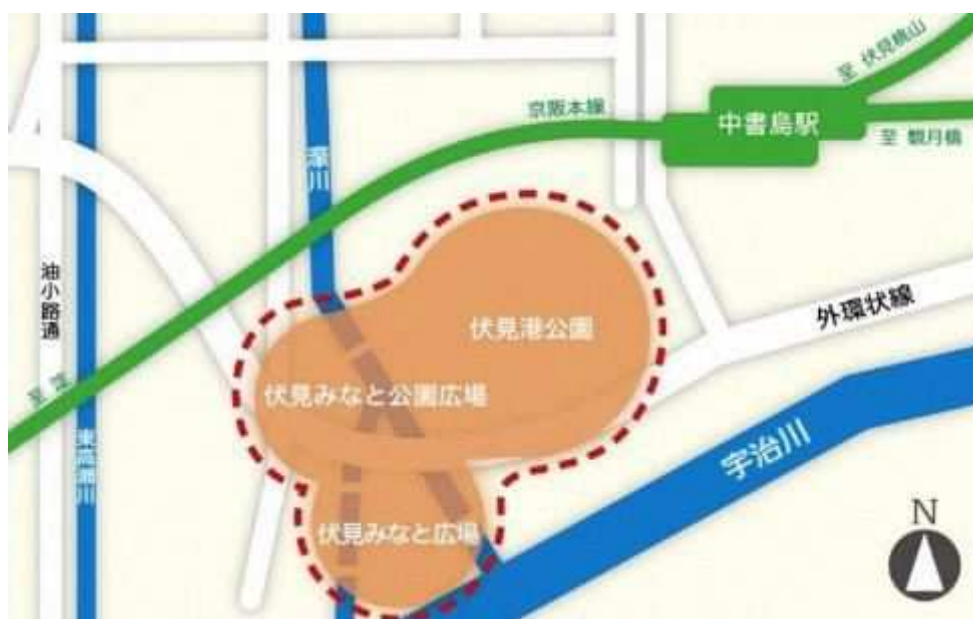 至 伏見桃山
京阪本線
中書島駅
至 観月橋
濠川
油小路通
外環状線
伏見港公園
伏見みなと公園広場
至 淀
東高瀬川
宇治川
伏見みなと広場
N